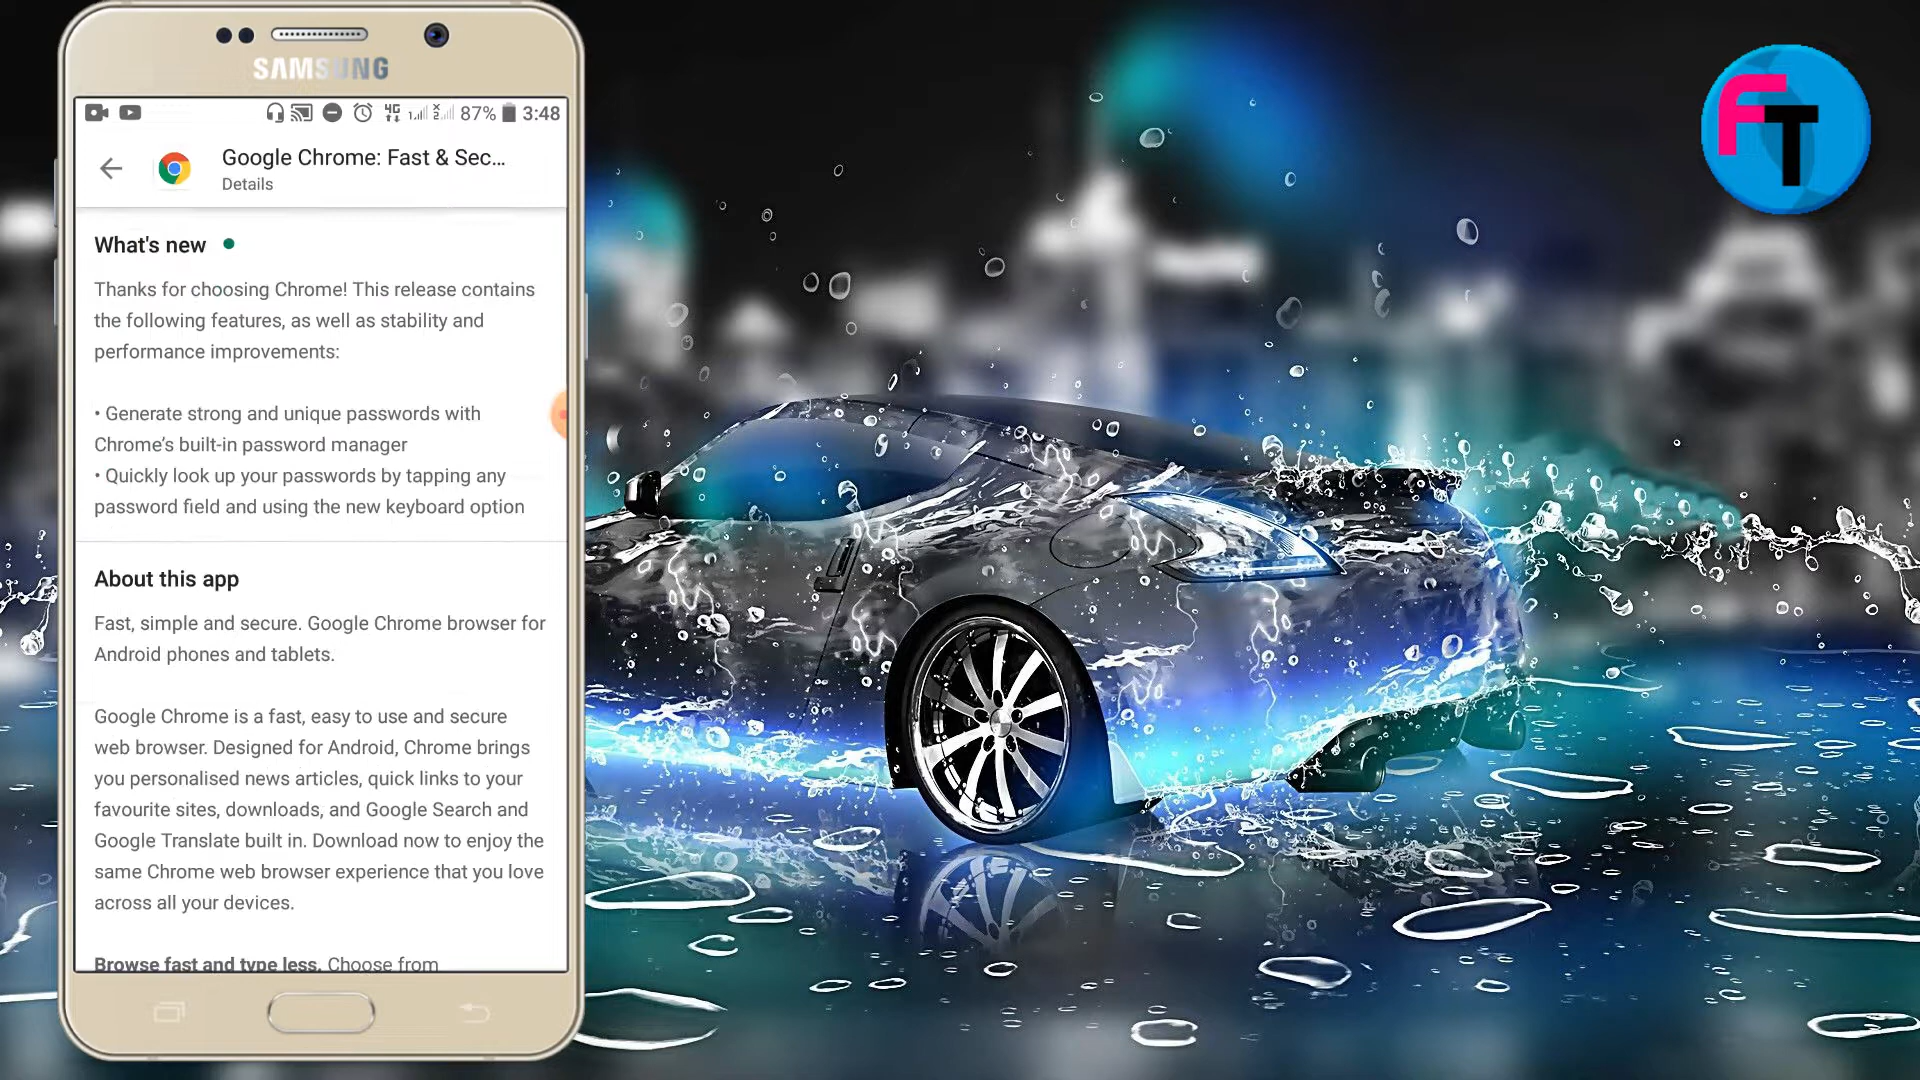 SAMSUNG
4G 87% 3:48
Google Chrome: Fast & Sec...
Details
What's new
Thanks for choosing Chrome! This release contains
the following features, as well as stability and
performance improvements:
• Generate strong and unique passwords with
Chrome’s built-in password manager
• Quickly look up your passwords by tapping any
password field and using the new keyboard option
About this app
Fast, simple and secure. Google Chrome browser for
Android phones and tablets.
Google Chrome is a fast, easy to use and secure
web browser. Designed for Android, Chrome brings
you personalised news articles, quick links to your
favourite sites, downloads, and Google Search and
Google Translate built in. Download now to enjoy the
same Chrome web browser experience that you love
across all your devices.
Browse fast and type less. Choose from
FT